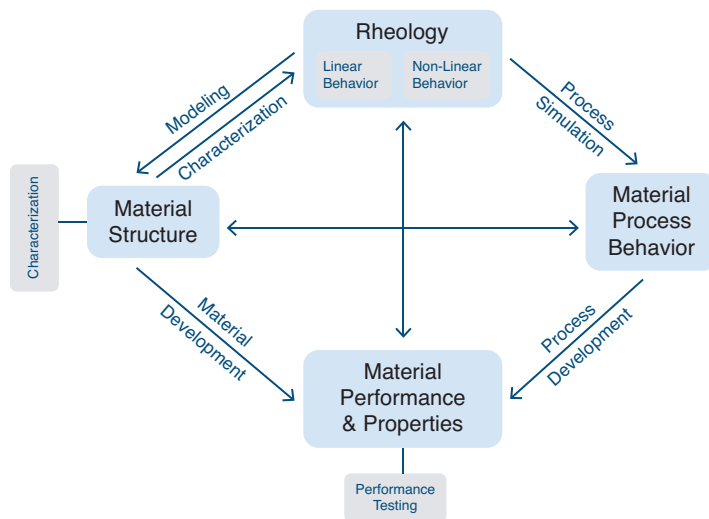 Rheology
Linear
Behavior
Non-Linear
Behavior
Modeling
Characterization
Process
Simulation
Characterization
Material
Structure
Material
Process
Behavior
Material
Development
Process
Development
Material
Performance
& Properties
Performance
Testing